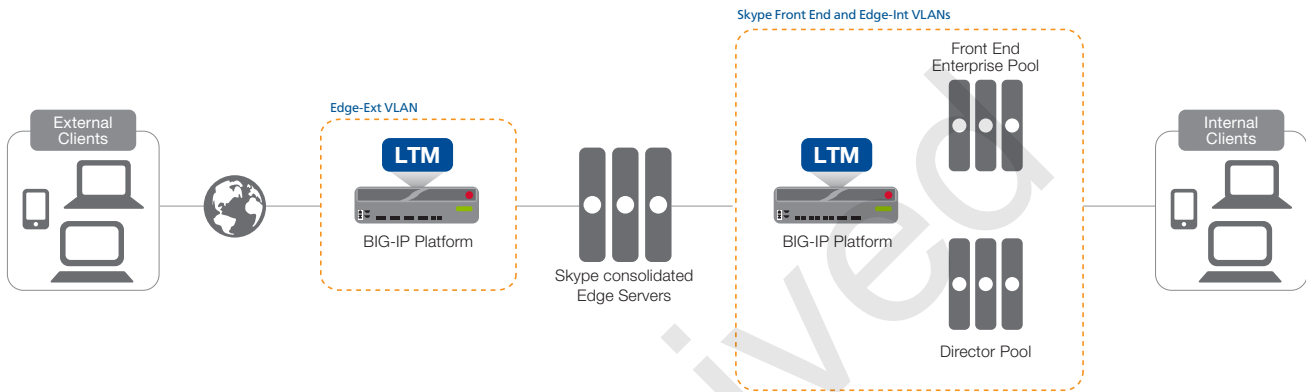 Skype Front End and Edge-Int VLANs
Front End
Enterprise Pool
Edge-Ext VLAN
External
Clients
LTM
BIG-IP Platform
Skype consolidated
Edge Servers
LTM
BIG-IP Platform
Director Pool
Internal
Clients